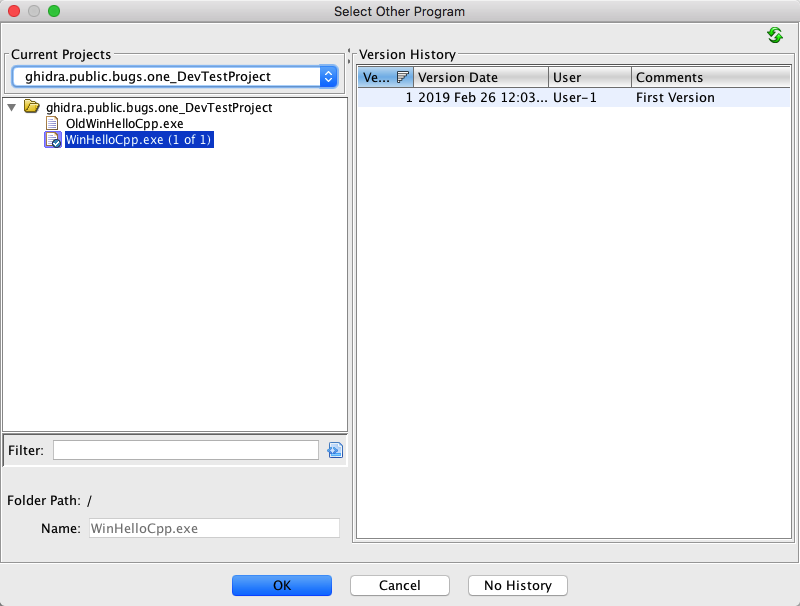 Select Other Program
Current Projects
ghidra.public.bugs.one_DevTestProject
ghidra.public.bugs.one_DevTestProject
OldWinHelloCpp.exe
WinHelloCpp.exe (1 of 1)
Filter:
Folder Path: /
Name: WinHelloCpp.exe
Version History
Ve... Version Date User Comments
1 2019 Feb 26 12:03... User-1 First Version
OK Cancel No History